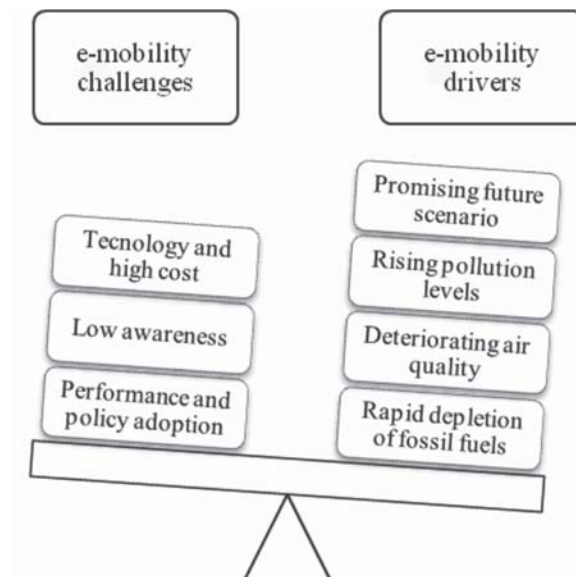 e-mobility
challenges
e-mobility
drivers
Tecnology and
high cost
Low awareness
Performance and
policy adoption
Promising future
scenario
Rising pollution
levels
Deteriorating air
quality
Rapid depletion
of fossil fuels